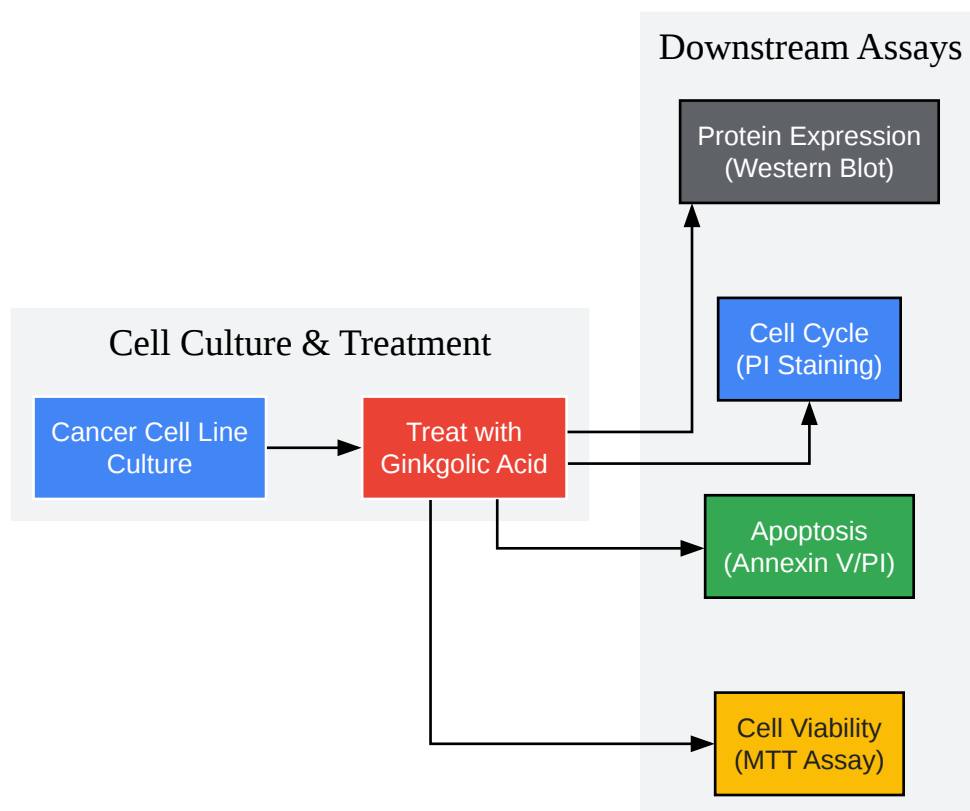 Downstream Assays
Protein Expression
(Western Blot)
Cell Culture & Treatment
Cancer Cell Line
Culture
Treat with
Ginkgolic Acid
Cell Cycle
(PI Staining)
Apoptosis
(Annexin V/PI)
Cell Viability
(MTT Assay)